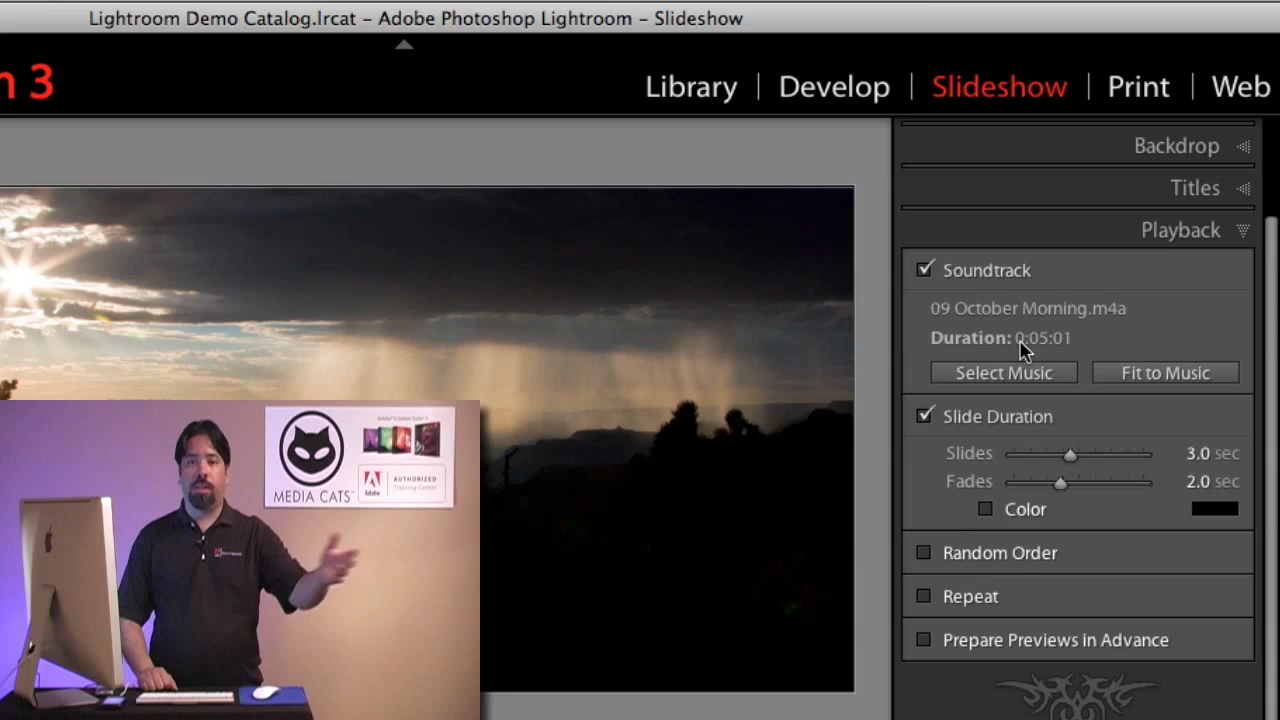 Lightroom Demo Catalog.lrcat – Adobe Photoshop Lightroom – Slideshow
n 3
Library | Develop | Slideshow | Print | Web
Backdrop
Titles
Playback
Soundtrack
09 October Morning.m4a
Duration: 0:05:01
Select Music Fit to Music
Slide Duration
Slides 3.0 sec
Fades 2.0 sec
Color
Random Order
Repeat
Prepare Previews in Advance
MEDIA CATS
Adobe
AUTHORIZED
Training Center